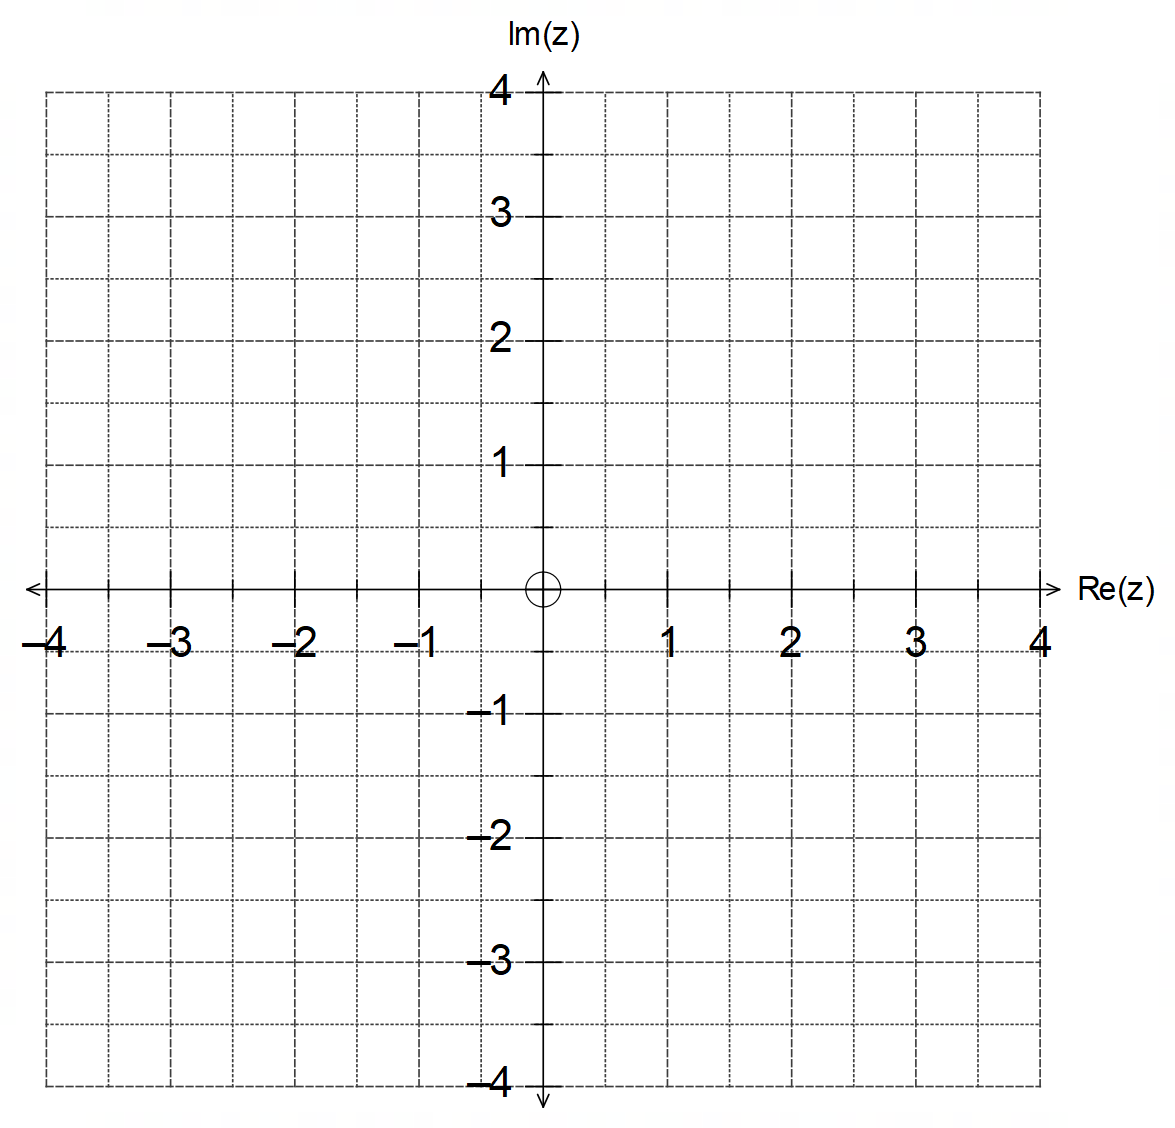 Im(z)
4
3
2
1
Re(z)
–4 –3 –2 –1 1 2 3 4
–1
–2
–3
–4